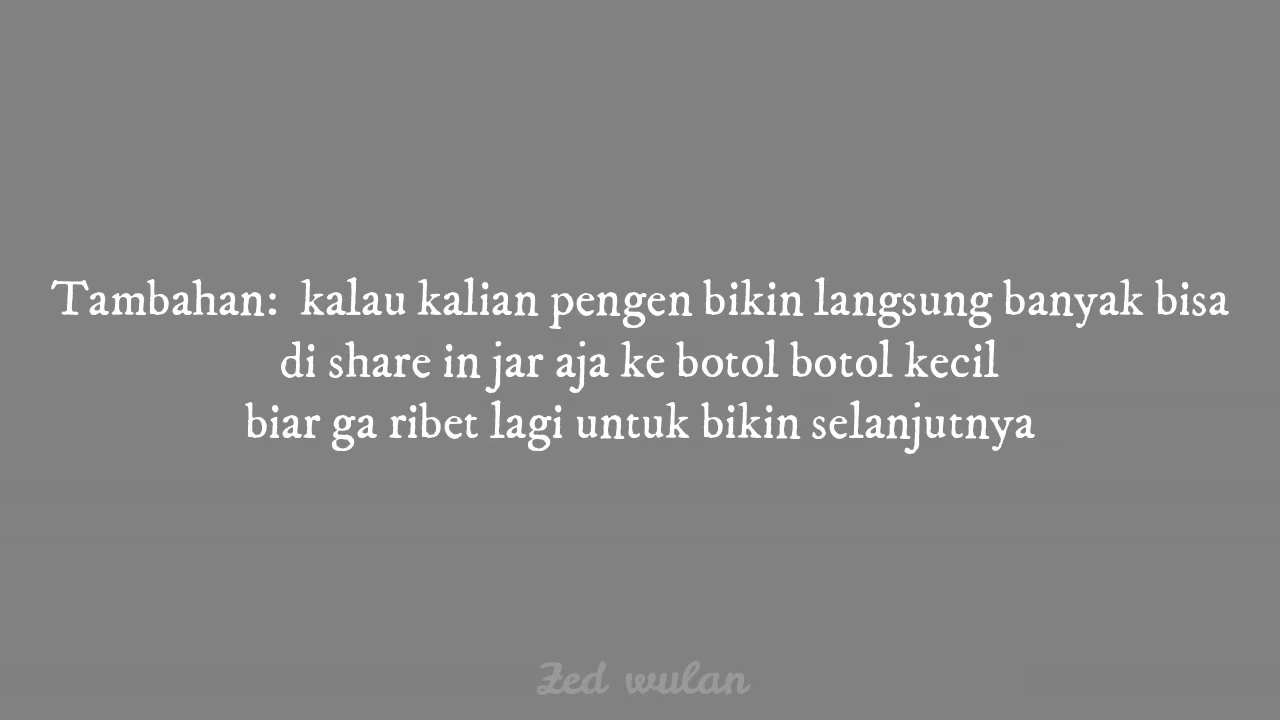 Tambahan:  kalau kalian pengen bikin langsung banyak bisa
di share in jar aja ke botol botol kecil
biar ga ribet lagi untuk bikin selanjutnya
Zed wulan